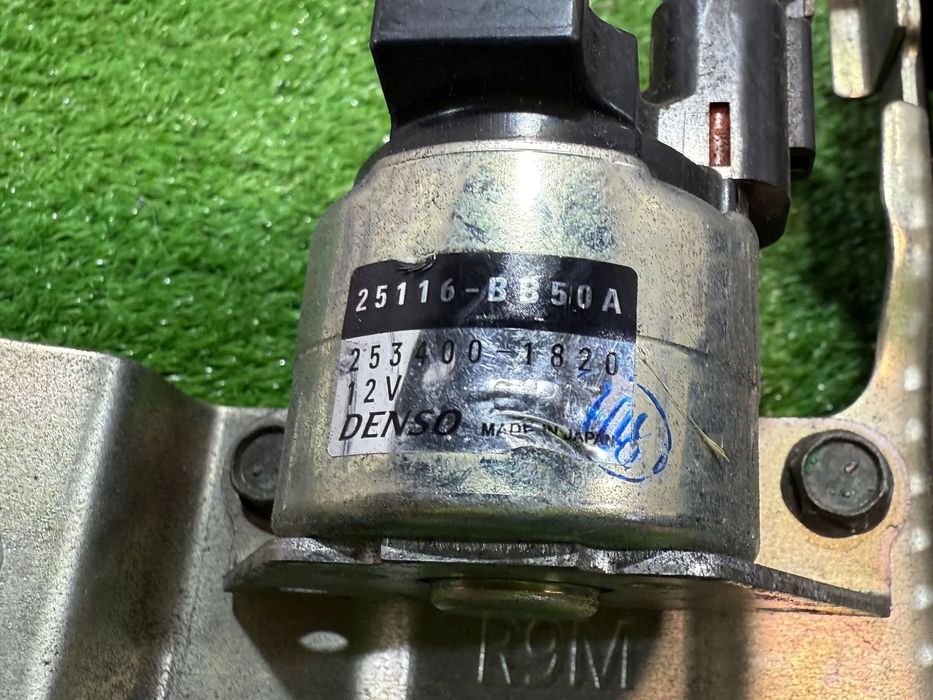 25116-BB50A
253400-1820
12V
DENSO MADE IN JAPAN
R9M